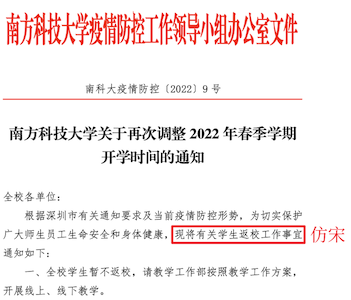 南方科技大学疫情防控工作领导小组办公室文件
南科大疫情防控〔2022〕9号
南方科技大学关于再次调整 2022 年春季学期
开学时间的通知
全校各单位：
根据深圳市有关通知要求及当前疫情防控形势，为切实保护
广大师生员工生命安全和身体健康，现将有关学生返校工作事宜 仿宋
通知如下：
一、全校学生暂不返校，请教学工作部按照教学工作方案，
开展线上、线下教学。